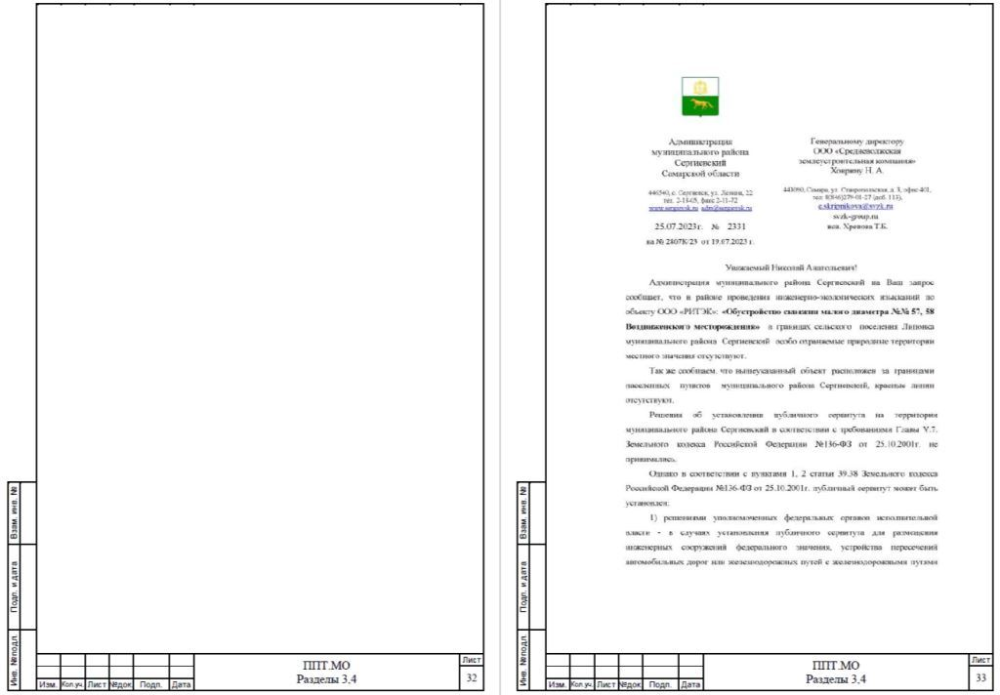 Взам. инв. №
Подп. и дата
Инв. №подл.
Изм. Кол.уч. Лист №док. Подп. Дата
ППТ.МО
Разделы 3,4
Лист
32
Администрация
муниципального района
Сергиевский
Самарской области
446540, с. Сергиевск, ул. Ленина, 22
тел. 2-18-05, факс 2-11-72
www.sergievsk.ru adm@sergievsk.ru
25.07.2023г. № 2331
на № 2807К/23 от 19.07.2023 г.
Генеральному директору
ООО «Средневолжская
землеустроительная компания»
Ховрину Н. А.
443090, Самара, ул. Ставропольская, д. 3, офис 401,
тел: 8(846)279-01-27 (доб. 113),
e.skripnikova@svzk.ru
svzk-group.ru
исп. Хренова Т.К.
Уважаемый Николай Анатольевич!
Администрация муниципального района Сергиевский на Ваш запрос
сообщает, что в районе проведения инженерно-экологических изысканий по
объекту ООО «РИТЭК»: «Обустройство скважин малого диаметра №№ 57, 58
Воздвиженского месторождения» в границах сельского поселения Липовка
муниципального района Сергиевский особо охраняемые природные территории
местного значения отсутствуют.
Так же сообщаем, что вышеуказанный объект расположен за границами
населенных пунктов муниципального района Сергиевский, красные линии
отсутствуют.
Решения об установлении публичного сервитута на территории
муниципального района Сергиевский в соответствии с требованиями Главы V.7.
Земельного кодекса Российской Федерации №136-ФЗ от 25.10.2001г. не
принимались.
Однако в соответствии с пунктами 1, 2 статьи 39.38 Земельного кодекса
Российской Федерации №136-ФЗ от 25.10.2001г. публичный сервитут может быть
установлен:
1) решениями уполномоченных федеральных органов исполнительной
власти - в случаях установления публичного сервитута для размещения
инженерных сооружений федерального значения, устройства пересечений
автомобильных дорог или железнодорожных путей с железнодорожными путями
Взам. инв. №
Подп. и дата
Инв. №подл.
Изм. Кол.уч. Лист №док. Подп. Дата
ППТ.МО
Разделы 3,4
Лист
33